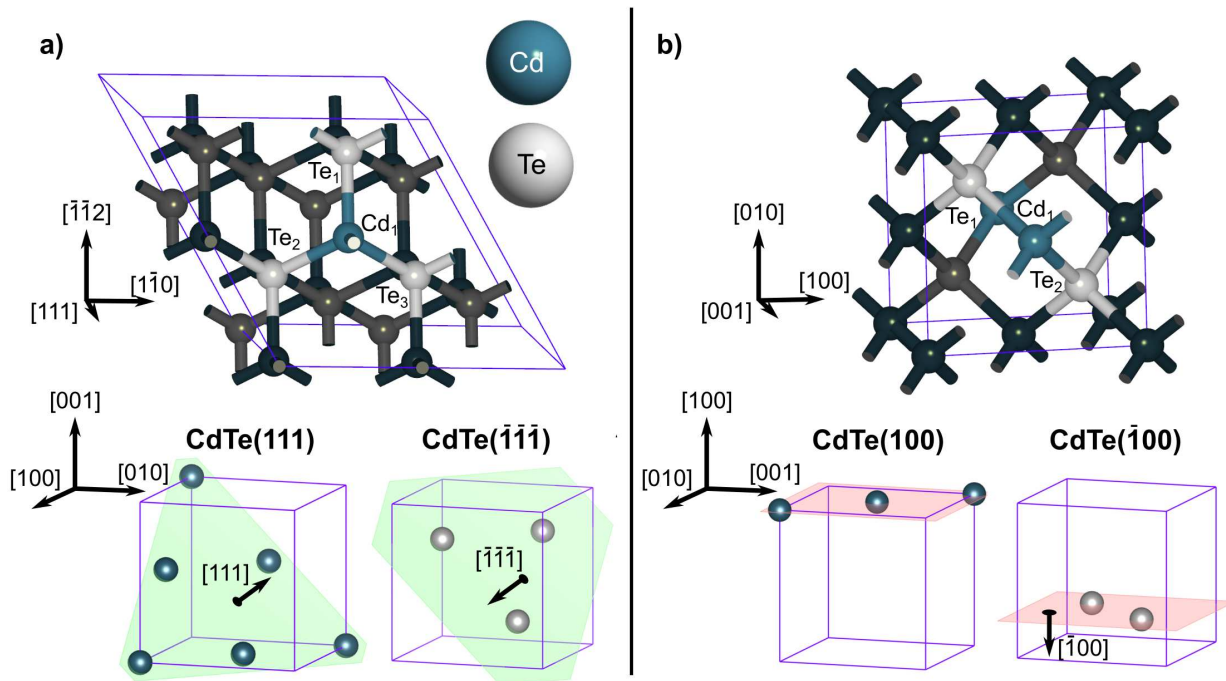 a)
Cd
Te
Te₁
Cd₁
Te₂
Te₃
[1̅1̅2]
[11̅0]
[111]
[001]
[100]
[010]
CdTe(111)
[111]
CdTe(1̅1̅1̅)
[1̅1̅1̅]
b)
Te₁
Cd₁
Te₂
[010]
[100]
[001]
[100]
[010]
[001]
CdTe(100)
CdTe(1̅00)
[1̅00]